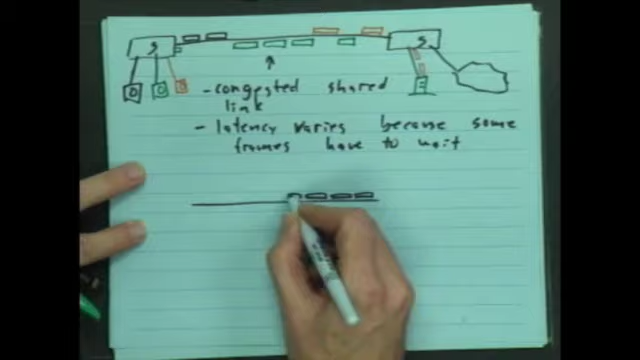 S S
- congested shared
link
- latency varies because some
frames have to wait